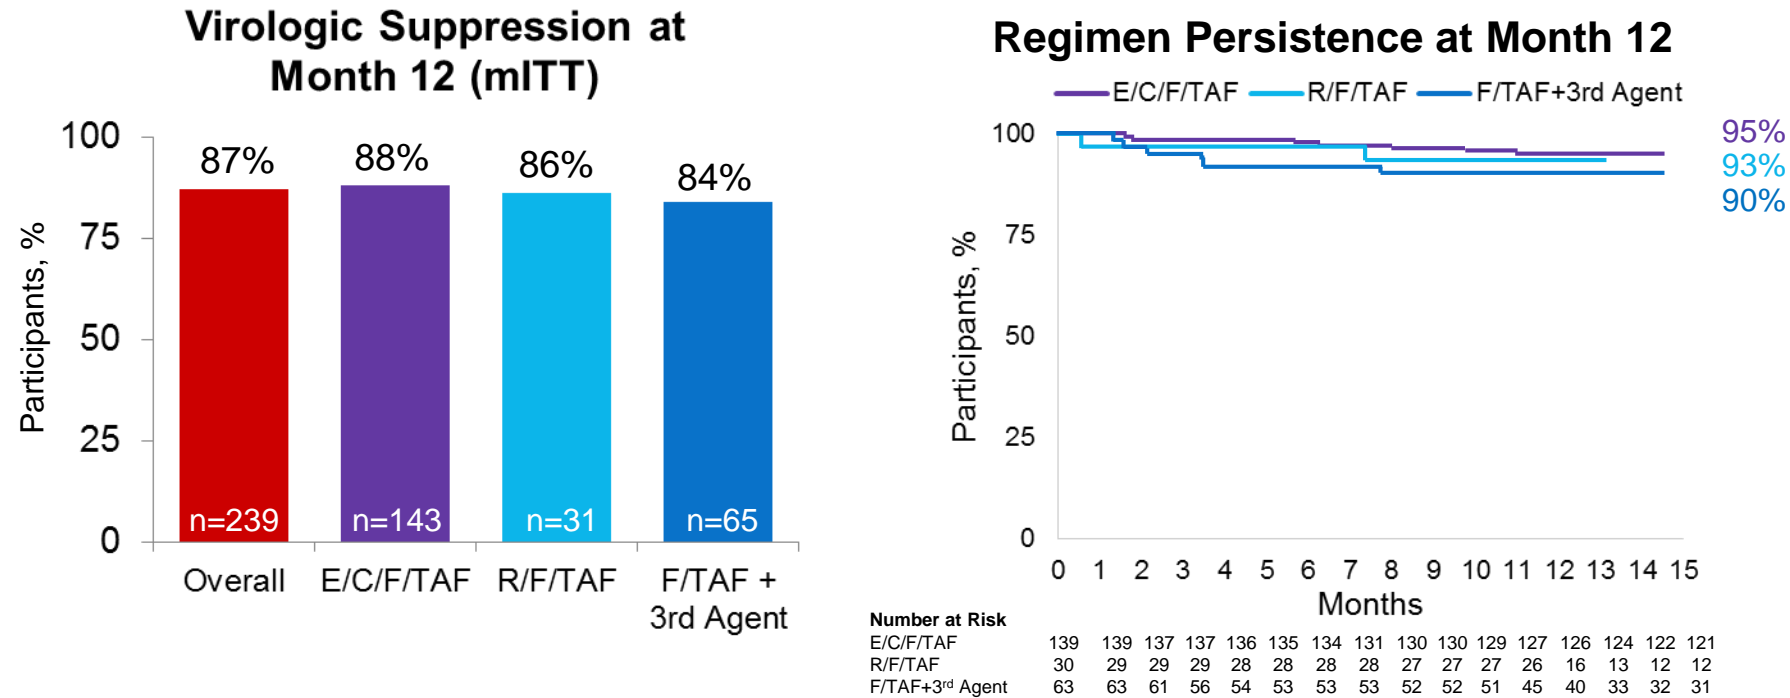 Virologic Suppression at
Month 12 (mITT)
Participants, %
100
75
50
25
0
87%
88%
86%
84%
n=239
n=143
n=31
n=65
Overall
E/C/F/TAF
R/F/TAF
F/TAF +
3rd Agent
Regimen Persistence at Month 12
E/C/F/TAF R/F/TAF F/TAF+3rd Agent
Participants, %
100
75
50
25
0
95%
93%
90%
0 1 2 3 4 5 6 7 8 9 10 11 12 13 14 15
Months
Number at Risk
E/C/F/TAF 139 139 137 137 136 135 134 131 130 130 129 127 126 124 122 121
R/F/TAF 30 29 29 29 28 28 28 28 27 27 27 26 16 13 12 12
F/TAF+3rd Agent 63 63 61 56 54 53 53 53 52 52 51 45 40 33 32 31